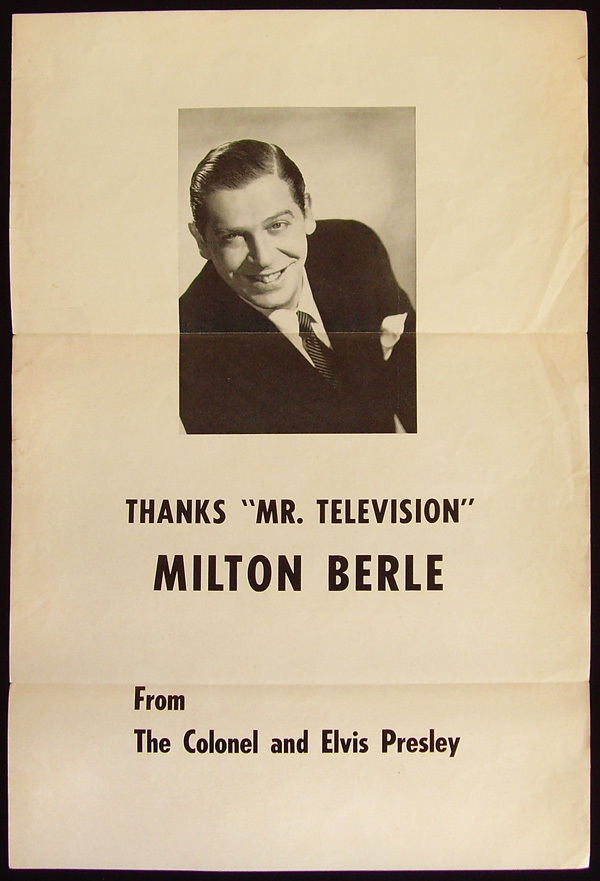 THANKS "MR. TELEVISION"
MILTON BERLE
From
The Colonel and Elvis Presley